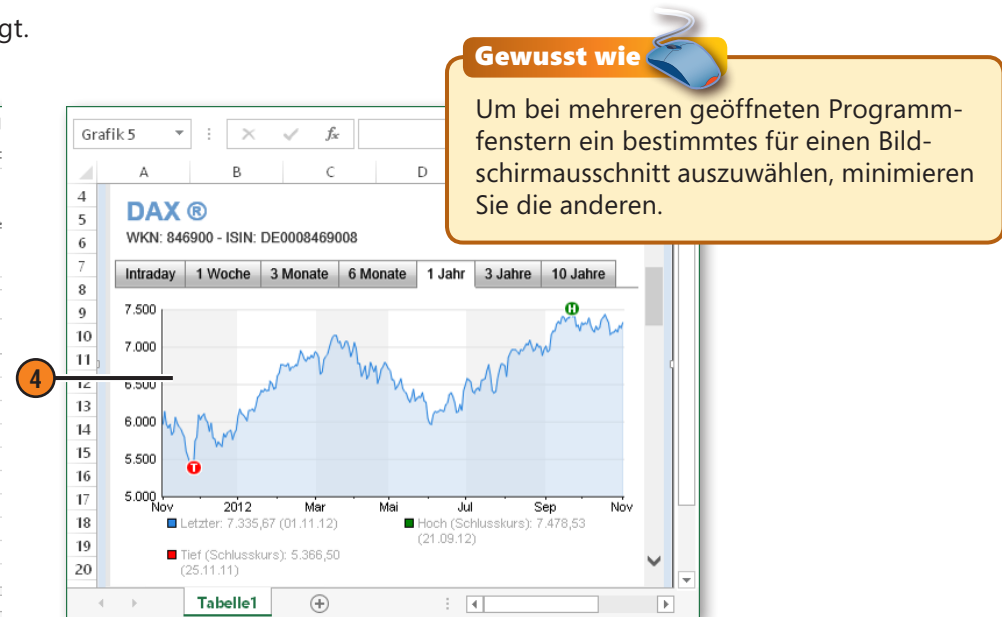 gt.
Gewusst wie
Um bei mehreren geöffneten Programm-
fenstern ein bestimmtes für einen Bild-
schirmausschnitt auszuwählen, minimieren
Sie die anderen.
Grafik 5
fx
A B C D
4
5
6
7
8
9
10
11
12
13
14
15
16
17
18
19
20
DAX ®
WKN: 846900 - ISIN: DE0008469008
Intraday 1 Woche 3 Monate 6 Monate 1 Jahr 3 Jahre 10 Jahre
H
7.500
7.000
6.500
6.000
5.500
5.000
T
4
Nov 2012 Mar Mai Jul Sep Nov
Letzter: 7.335,67 (01.11.12)
Hoch (Schlusskurs): 7.478,53
(21.09.12)
Tief (Schlusskurs): 5.366,50
(25.11.11)
Tabelle1